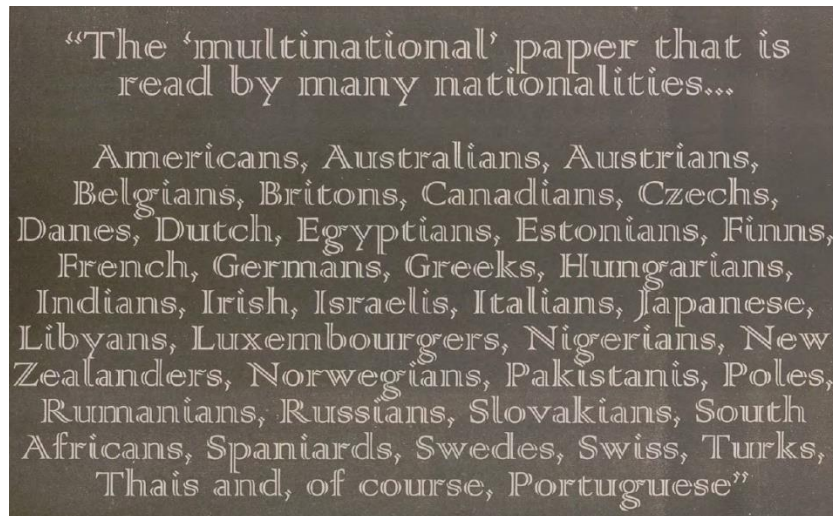 “The ‘multinational’ paper that is
read by many nationalities...
Americans, Australians, Austrians,
Belgians, Britons, Canadians, Czechs,
Danes, Dutch, Egyptians, Estonians, Finns,
French, Germans, Greeks, Hungarians,
Indians, Irish, Israelis, Italians, Japanese,
Libyans, Luxembourgers, Nigerians, New
Zealanders, Norwegians, Pakistanis, Poles,
Rumanians, Russians, Slovakians, South
Africans, Spaniards, Swedes, Swiss, Turks,
Thais and, of course, Portuguese”